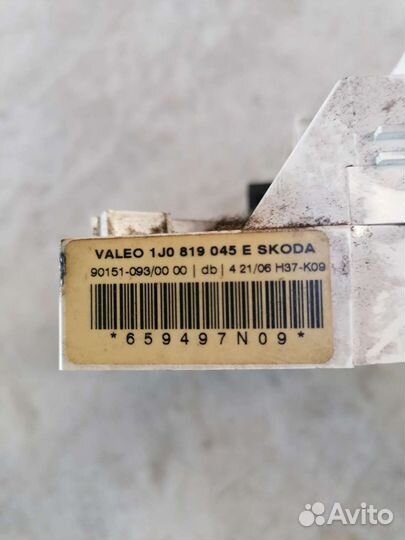 VALEO 1J0 819 045 E SKODA
90151-093/00 00 | db | 4 21/06 H37-K09
*659497N09*
Avito